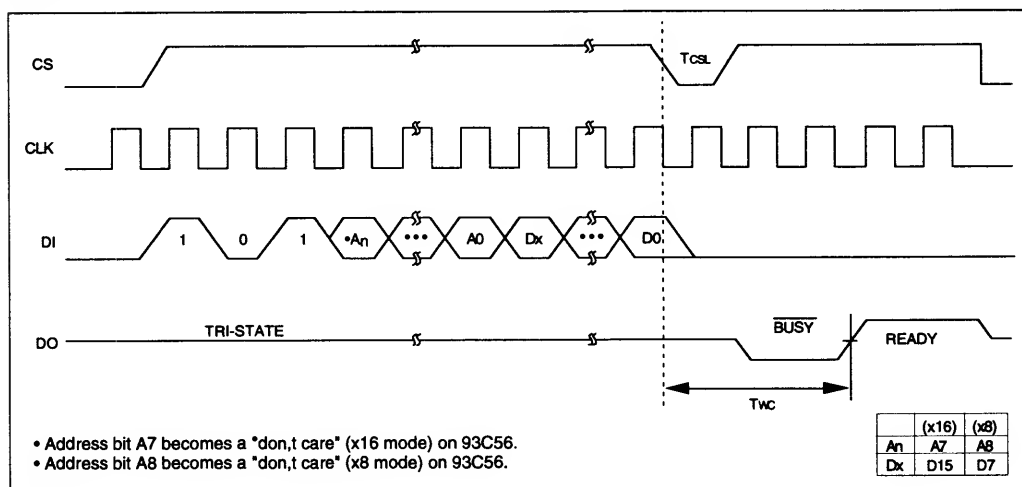 CS
TCSL
CLK
DI 1 0 1 •An ••• A0 Dx ••• D0
TRI-STATE
BUSY
DO
READY
TWC
• Address bit A7 becomes a "don,t care" (x16 mode) on 93C56.
• Address bit A8 becomes a "don,t care" (x8 mode) on 93C56.
(x16) (x8)
An A7 A8
Dx D15 D7